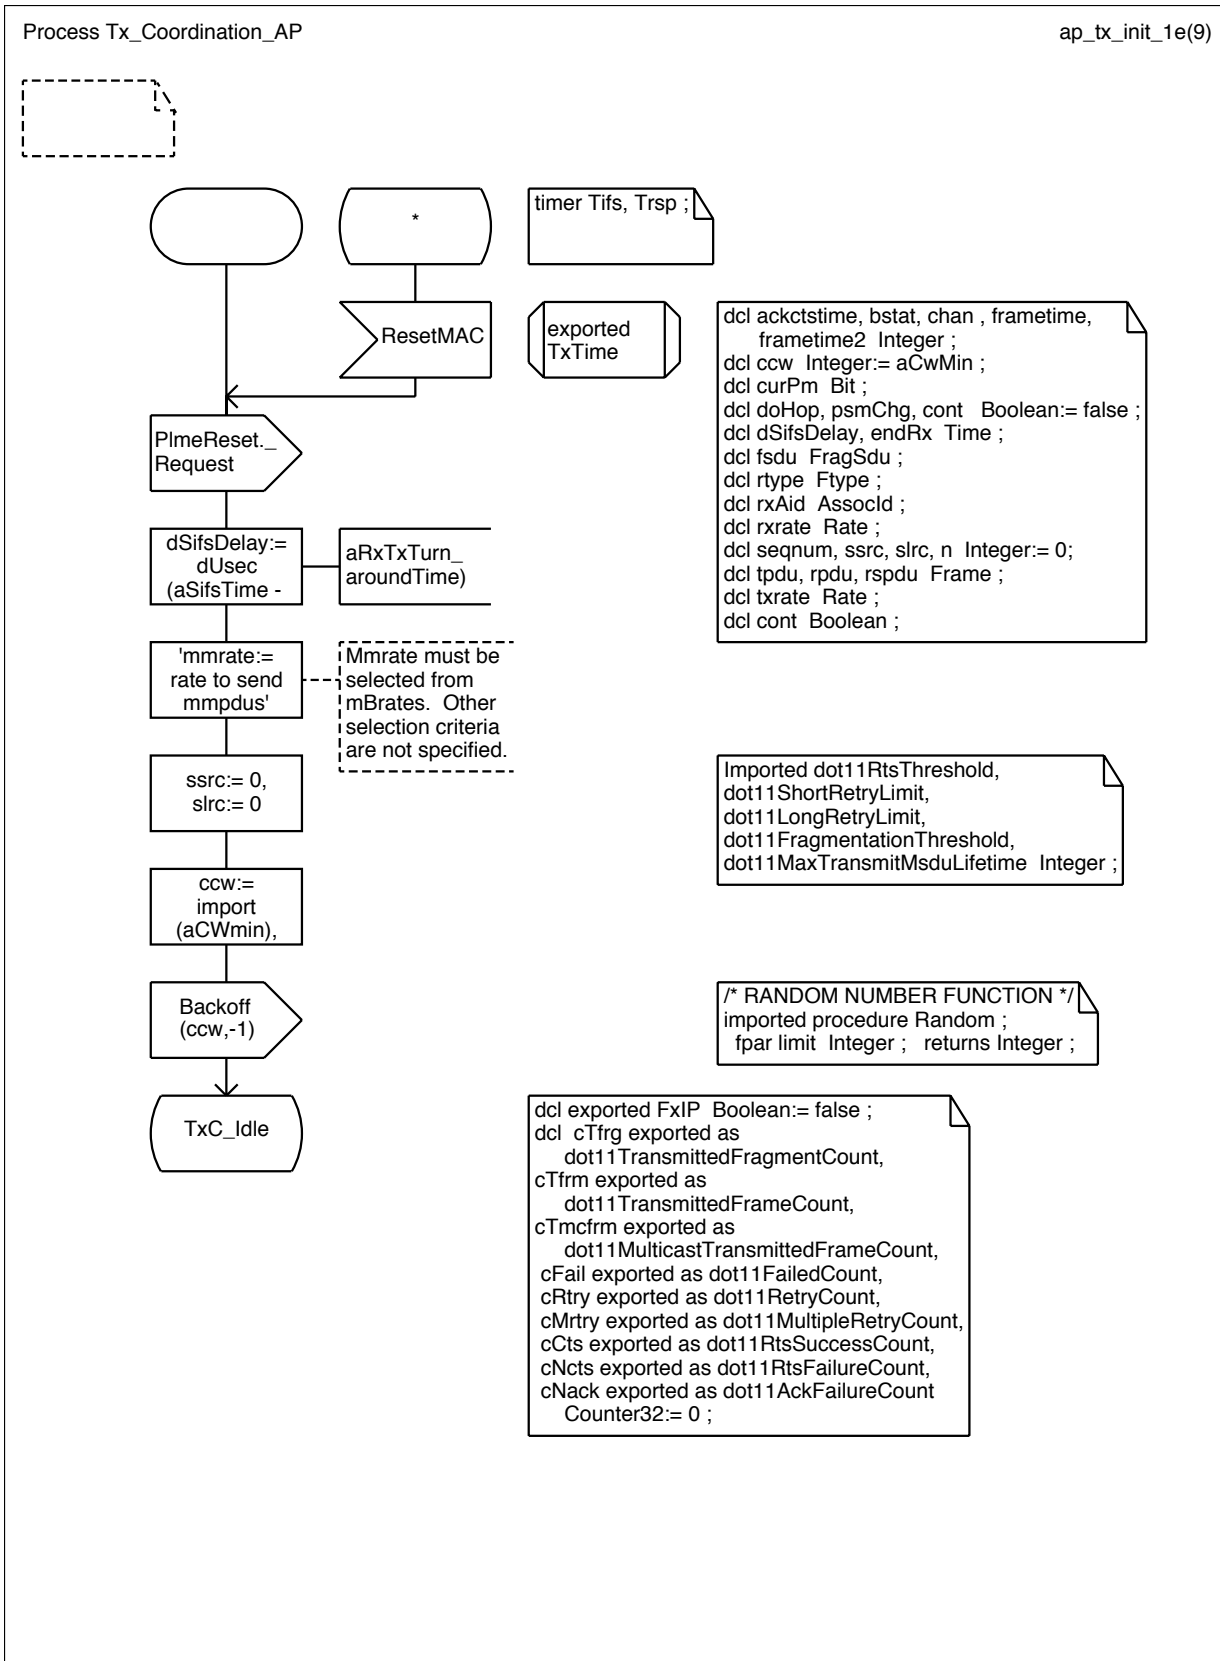 Process Tx_Coordination_AP
ap_tx_init_1e(9)
*
timer Tifs, Trsp ;
ResetMAC
exported
TxTime
dcl ackctstime, bstat, chan , frametime,
frametime2 Integer ;
dcl ccw Integer:= aCwMin ;
dcl curPm Bit ;
dcl doHop, psmChg, cont Boolean:= false ;
dcl dSifsDelay, endRx Time ;
dcl fsdu FragSdu ;
dcl rtype Ftype ;
dcl rxAid AssocId ;
dcl rxrate Rate ;
dcl seqnum, ssrc, slrc, n Integer:= 0;
dcl tpdu, rpdu, rspdu Frame ;
dcl txrate Rate ;
dcl cont Boolean ;
PlmeReset._
Request
dSifsDelay:=
dUsec
(aSifsTime -
aRxTxTurn_
aroundTime)
'mmrate:=
rate to send
mmpdus'
Mmrate must be
selected from
mBrates. Other
selection criteria
are not specified.
ssrc:= 0,
slrc:= 0
Imported dot11RtsThreshold,
dot11ShortRetryLimit,
dot11LongRetryLimit,
dot11FragmentationThreshold,
dot11MaxTransmitMsduLifetime Integer ;
ccw:=
import
(aCWmin),
Backoff
(ccw,-1)
/* RANDOM NUMBER FUNCTION */
imported procedure Random ;
fpar limit Integer ; returns Integer ;
TxC_Idle
dcl exported FxIP Boolean:= false ;
dcl cTfrg exported as
dot11TransmittedFragmentCount,
cTfrm exported as
dot11TransmittedFrameCount,
cTmcfrm exported as
dot11MulticastTransmittedFrameCount,
cFail exported as dot11FailedCount,
cRtry exported as dot11RetryCount,
cMrtry exported as dot11MultipleRetryCount,
cCts exported as dot11RtsSuccessCount,
cNcts exported as dot11RtsFailureCount,
cNack exported as dot11AckFailureCount
Counter32:= 0 ;